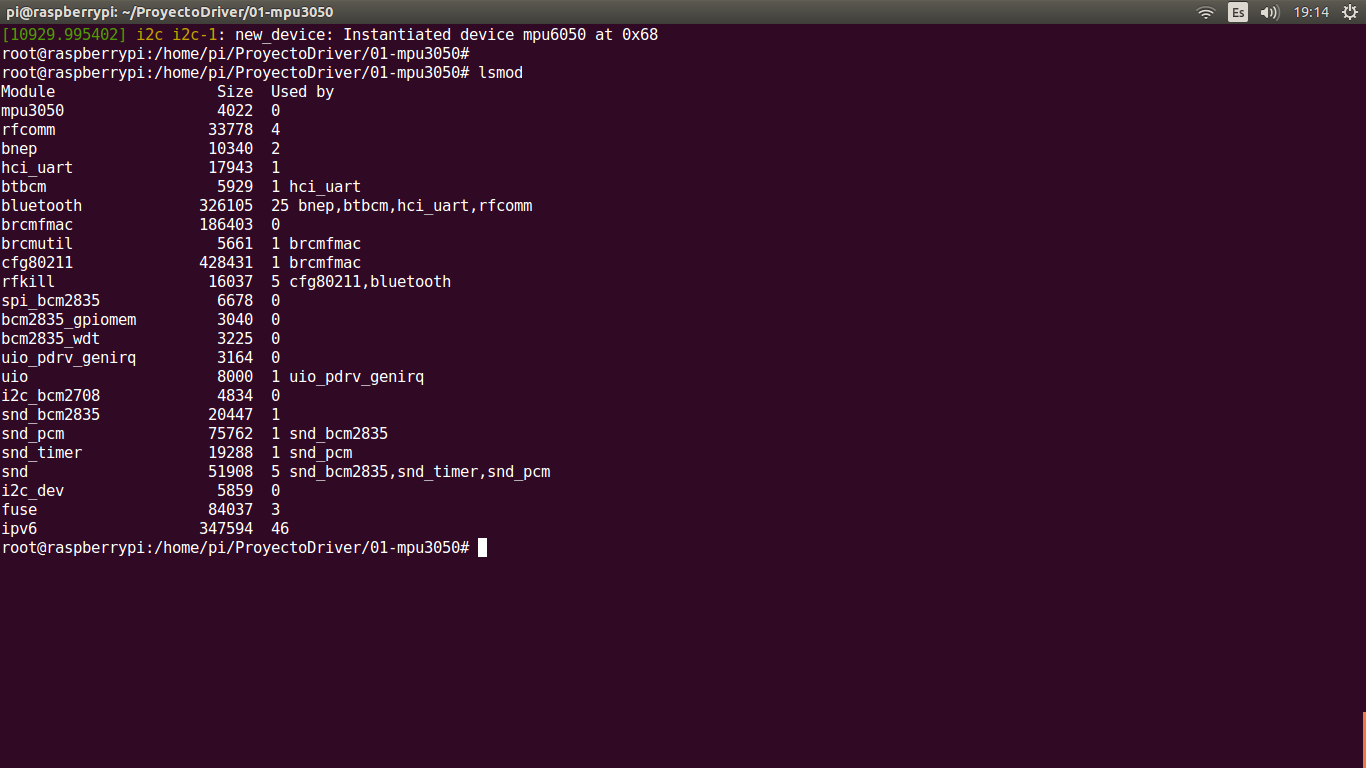 pi@raspberrypi: ~/ProyectoDriver/01-mpu3050 Es 19:14
[10929.995402] i2c i2c-1: new_device: Instantiated device mpu6050 at 0x68
root@raspberrypi:/home/pi/ProyectoDriver/01-mpu3050#
root@raspberrypi:/home/pi/ProyectoDriver/01-mpu3050# lsmod
Module                  Size  Used by
mpu3050                 4022  0
rfcomm                 33778  4
bnep                   10340  2
hci_uart               17943  1
btbcm                   5929  1 hci_uart
bluetooth             326105  25 bnep,btbcm,hci_uart,rfcomm
brcmfmac              186403  0
brcmutil                5661  1 brcmfmac
cfg80211              428431  1 brcmfmac
rfkill                 16037  5 cfg80211,bluetooth
spi_bcm2835             6678  0
bcm2835_gpiomem         3040  0
bcm2835_wdt             3225  0
uio_pdrv_genirq         3164  0
uio                     8000  1 uio_pdrv_genirq
i2c_bcm2708             4834  0
snd_bcm2835            20447  1
snd_pcm                75762  1 snd_bcm2835
snd_timer              19288  1 snd_pcm
snd                    51908  5 snd_bcm2835,snd_timer,snd_pcm
i2c_dev                 5859  0
fuse                   84037  3
ipv6                  347594  46
root@raspberrypi:/home/pi/ProyectoDriver/01-mpu3050#